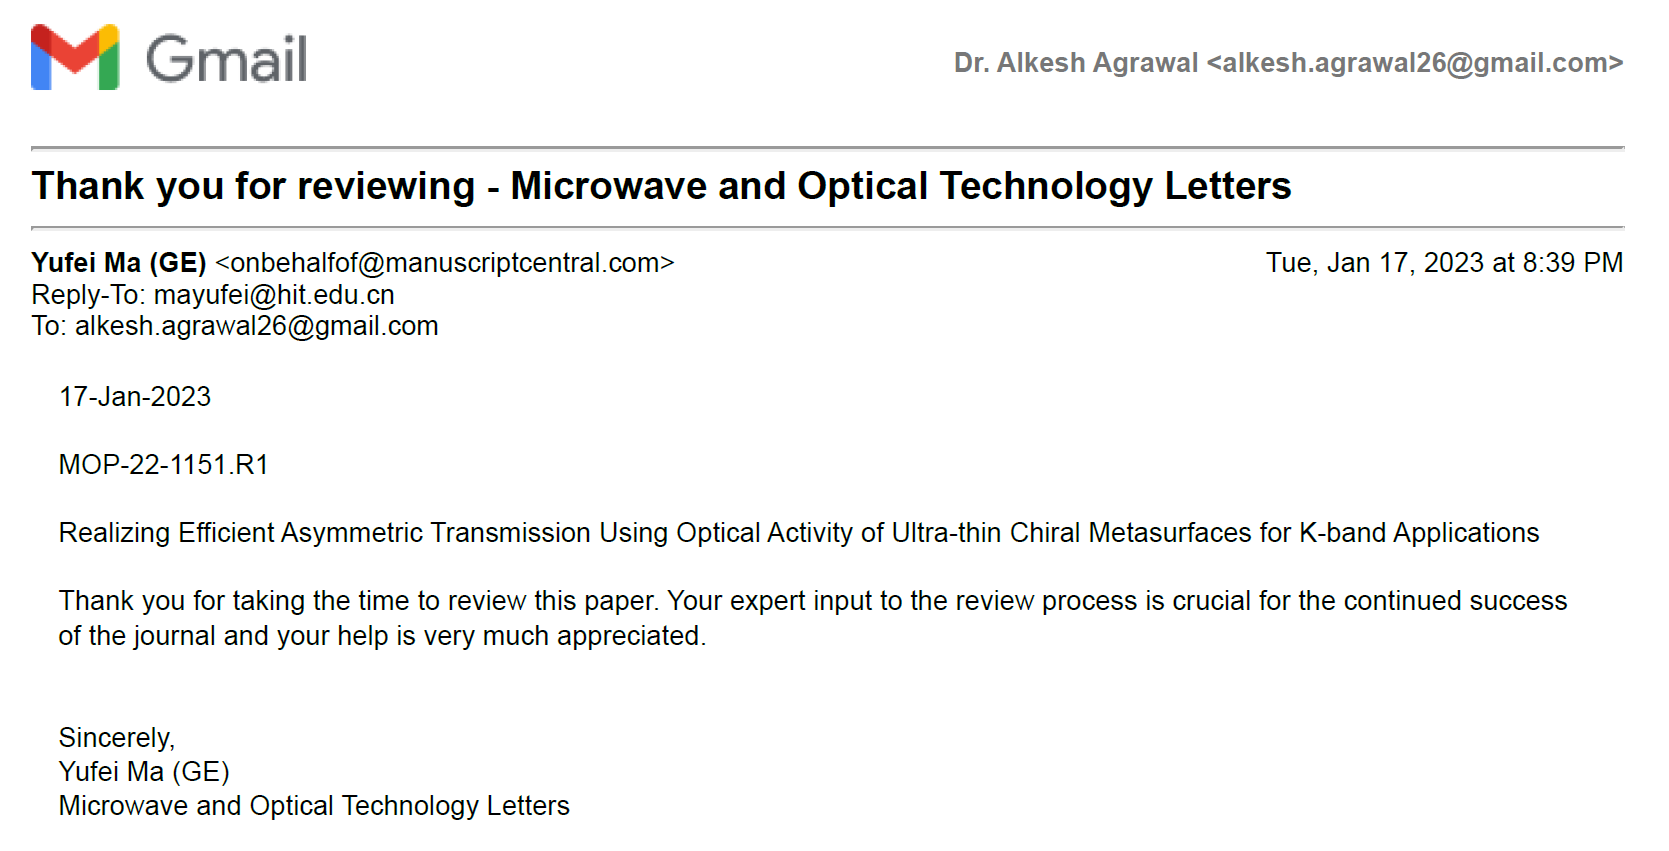 Gmail
Dr. Alkesh Agrawal <alkesh.agrawal26@gmail.com>
Thank you for reviewing - Microwave and Optical Technology Letters
Yufei Ma (GE) <onbehalfof@manuscriptcentral.com>
Tue, Jan 17, 2023 at 8:39 PM
Reply-To: mayufei@hit.edu.cn
To: alkesh.agrawal26@gmail.com
17-Jan-2023
MOP-22-1151.R1
Realizing Efficient Asymmetric Transmission Using Optical Activity of Ultra-thin Chiral Metasurfaces for K-band Applications
Thank you for taking the time to review this paper. Your expert input to the review process is crucial for the continued success
of the journal and your help is very much appreciated.
Sincerely,
Yufei Ma (GE)
Microwave and Optical Technology Letters